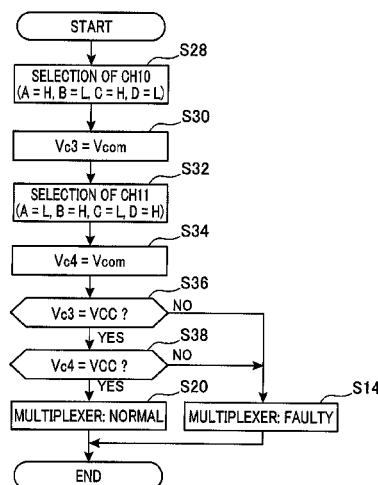 START
S28
SELECTION OF CH10
(A = H, B = L, C = H, D = L)
S30
Vc3 = Vcom
S32
SELECTION OF CH11
(A = L, B = H, C = L, D = H)
S34
Vc4 = Vcom
S36
Vc3 = VCC ?
NO
YES
S38
Vc4 = VCC ?
NO
YES
S20
S14
MULTIPLEXER: NORMAL
MULTIPLEXER: FAULTY
END